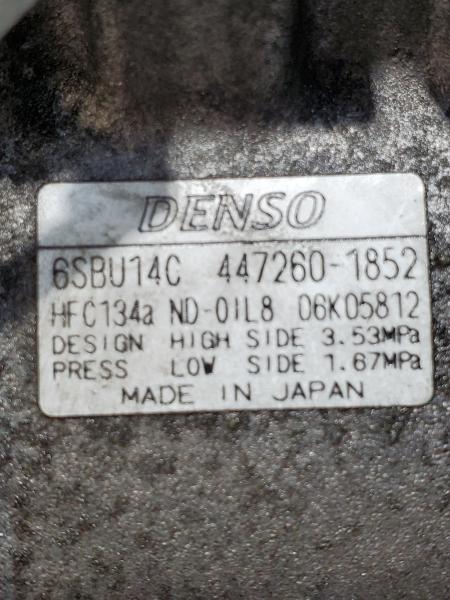 DENSO
6SBU14C 447260-1852
HFC134a ND-OIL8 06K05812
DESIGN HIGH SIDE 3.53MPa
PRESS LOW SIDE 1.67MPa
MADE IN JAPAN